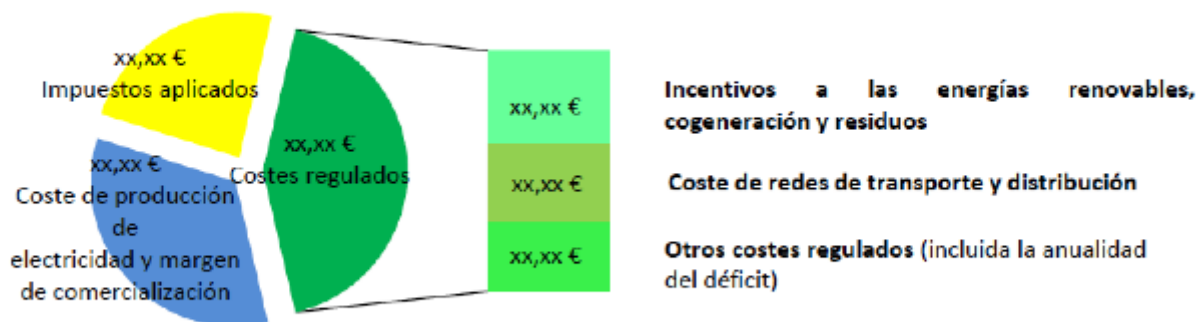 xx,xx €
Impuestos aplicados
xx,xx €
Coste de producción
de
electricidad y margen
de comercialización
xx,xx €
Costes regulados
xx,xx €
Incentivos a las energías renovables,
cogeneración y residuos
xx,xx €
Coste de redes de transporte y distribución
xx,xx €
Otros costes regulados (incluida la anualidad
del déficit)